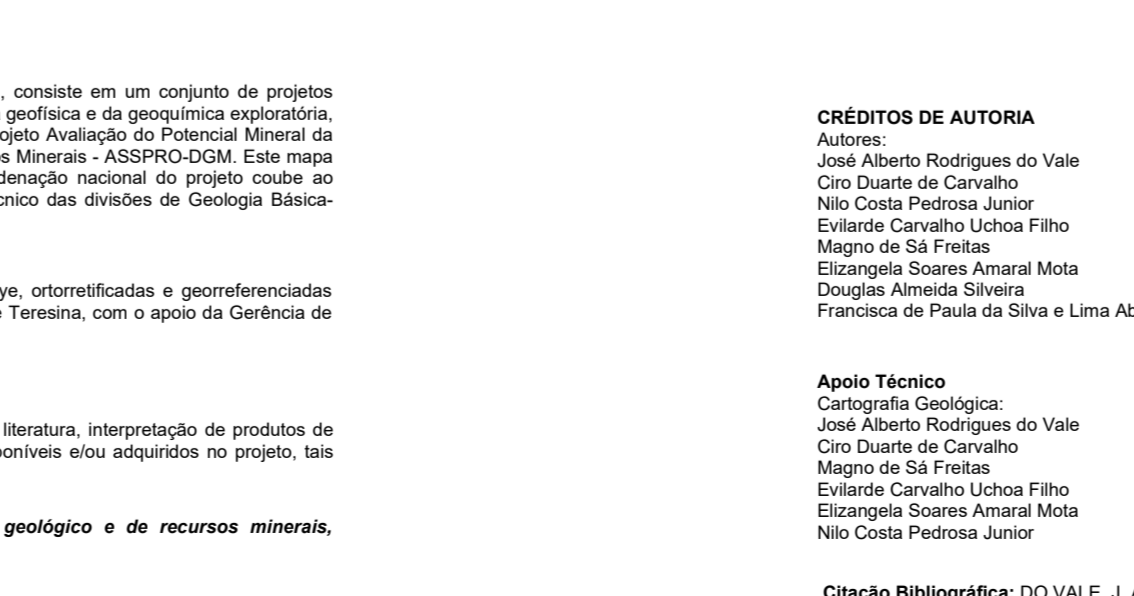 , consiste em um conjunto de projetos
geofísica e da geoquímica exploratória,
ojeto Avaliação do Potencial Mineral da
os Minerais - ASSPRO-DGM. Este mapa
denação nacional do projeto coube ao
cnico das divisões de Geologia Básica-
ye, ortorretificadas e georreferenciadas
e Teresina, com o apoio da Gerência de
literatura, interpretação de produtos de
poníveis e/ou adquiridos no projeto, tais
geológico e de recursos minerais,
CRÉDITOS DE AUTORIA
Autores:
José Alberto Rodrigues do Vale
Ciro Duarte de Carvalho
Nilo Costa Pedrosa Junior
Evilarde Carvalho Uchoa Filho
Magno de Sá Freitas
Elizangela Soares Amaral Mota
Douglas Almeida Silveira
Francisca de Paula da Silva e Lima Ab
Apoio Técnico
Cartografia Geológica:
José Alberto Rodrigues do Vale
Ciro Duarte de Carvalho
Magno de Sá Freitas
Evilarde Carvalho Uchoa Filho
Elizangela Soares Amaral Mota
Nilo Costa Pedrosa Junior
Citação Bibliográfica: DO VALE, J. A